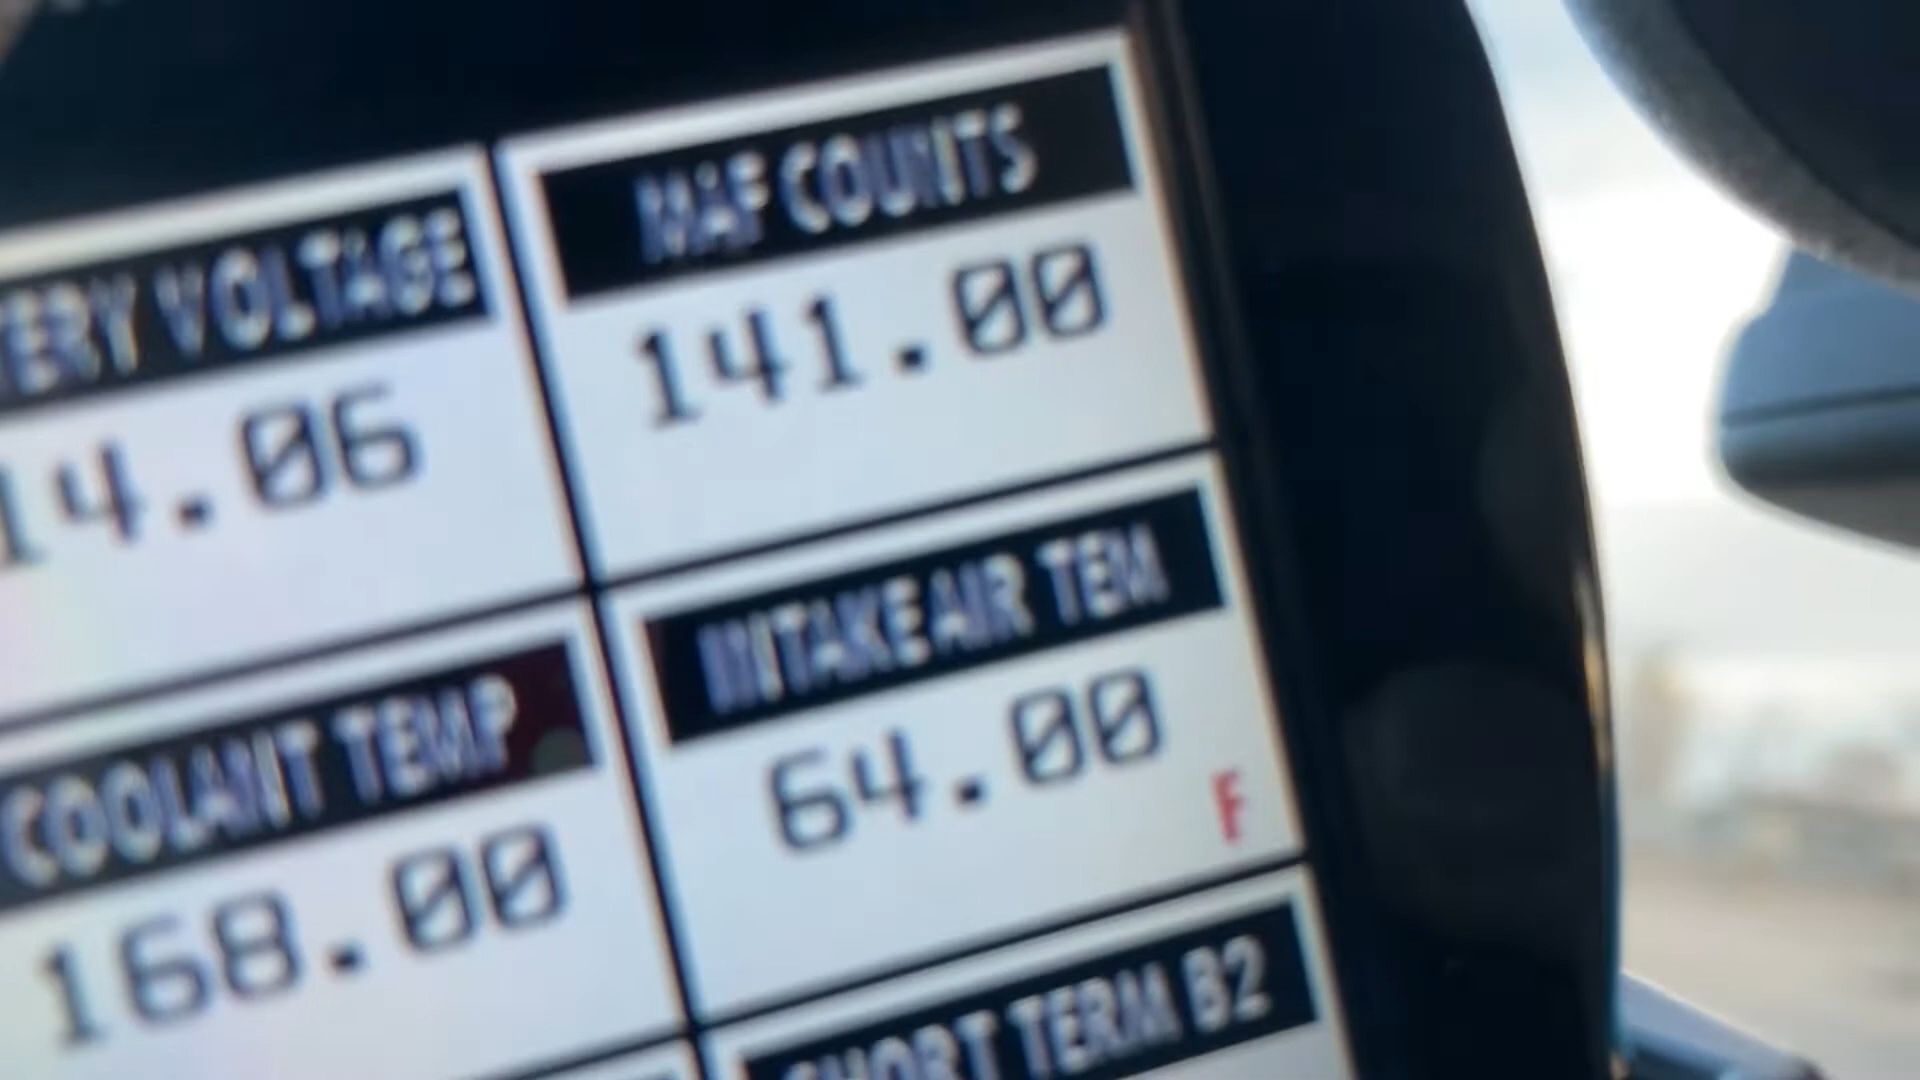 ERY VOLTAGE
14.06
MAF COUNTS
141.00
COOLANT TEMP
168.00
INTAKE AIR TEM
64.00
F
SHORT TERM B2